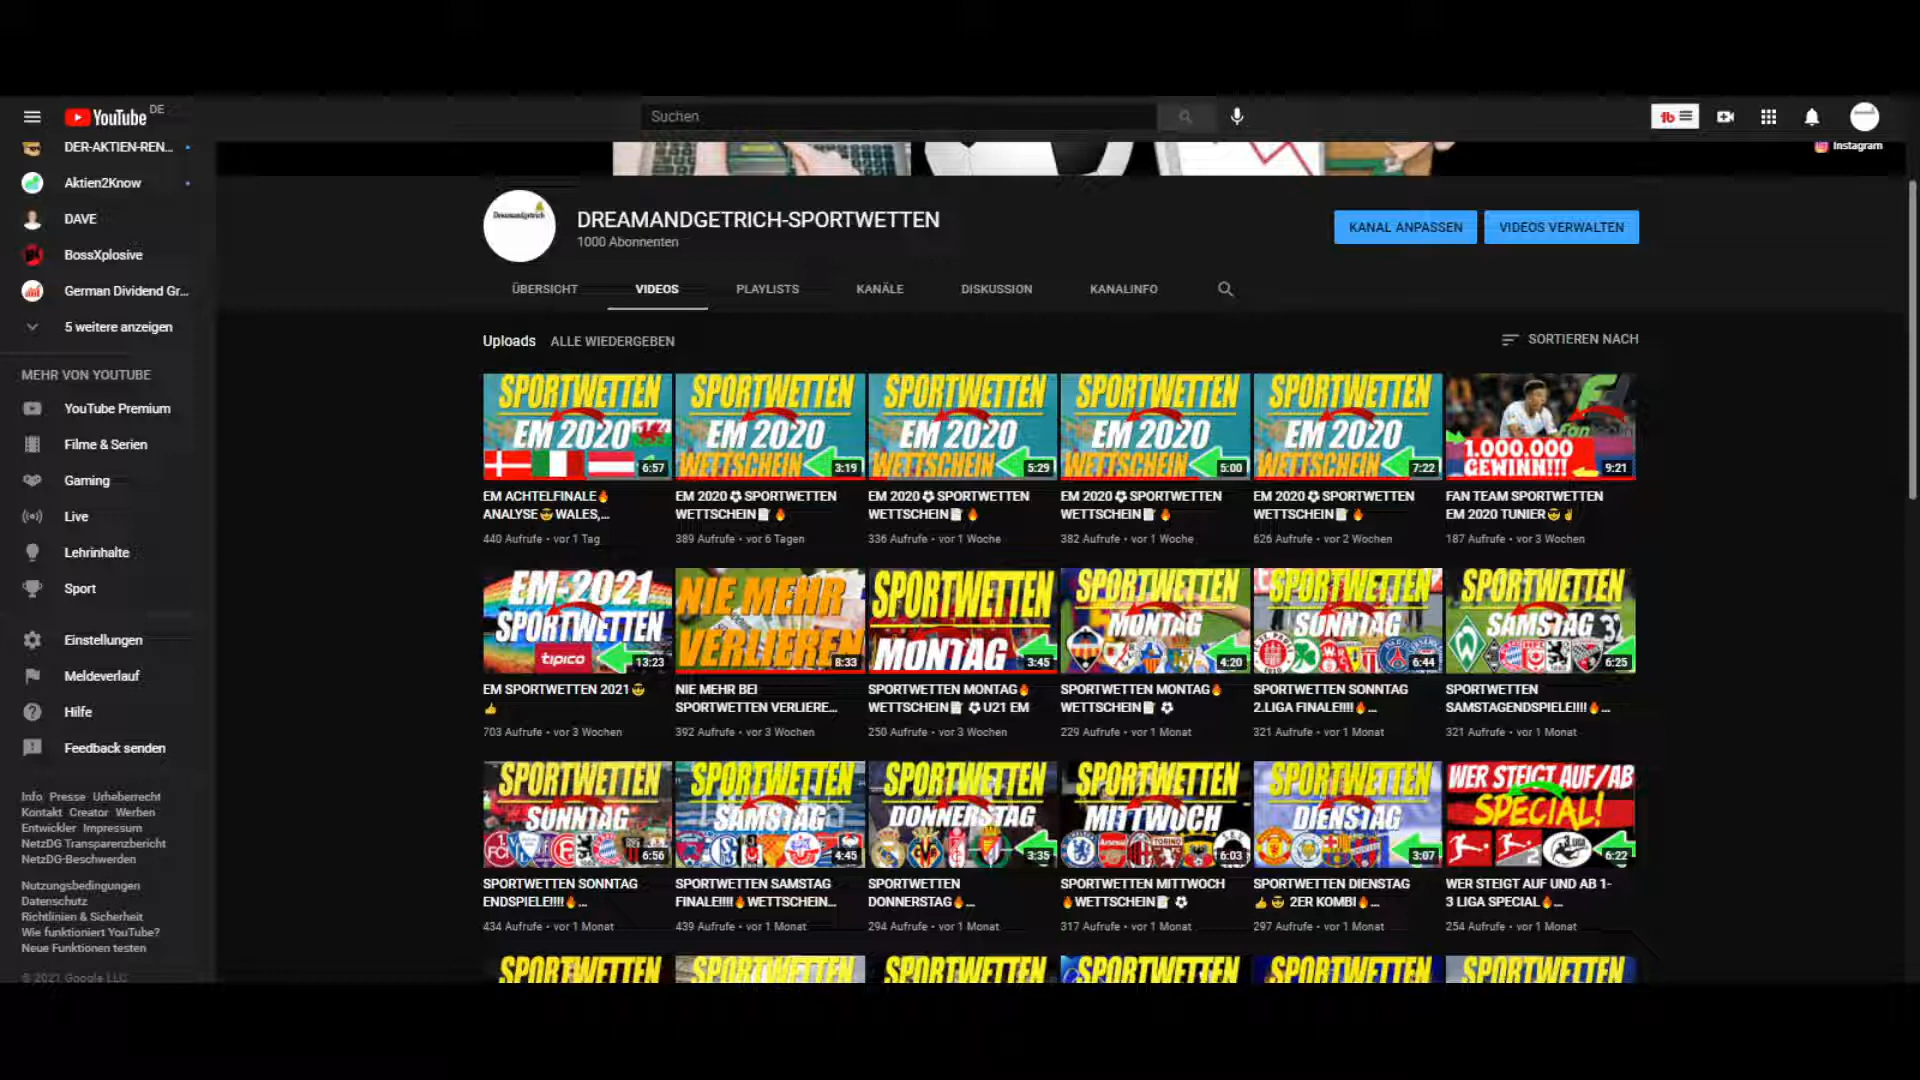 YouTube DE
Suchen
Instagram
DER-AKTIEN-REN...
Aktien2Know
DAVE
BossXplosive
German Dividend Gr...
5 weitere anzeigen
MEHR VON YOUTUBE
YouTube Premium
Filme & Serien
Gaming
Live
Lehrinhalte
Sport
Einstellungen
Meldeverlauf
Hilfe
Feedback senden
Info Presse Urheberrecht
Kontakt Creator Werben
Entwickler Impressum
NetzDG Transparenzbericht
NetzDG-Beschwerden
Nutzungsbedingungen
Datenschutz
Richtlinien & Sicherheit
Wie funktioniert YouTube?
Neue Funktionen testen
© 2021 Google LLC
Dreamandgetrich
DREAMANDGETRICH-SPORTWETTEN
1000 Abonnenten
KANAL ANPASSEN
VIDEOS VERWALTEN
ÜBERSICHT VIDEOS PLAYLISTS KANÄLE DISKUSSION KANALINFO
Uploads ALLE WIEDERGEBEN
SORTIEREN NACH
SPORTWETTEN
EM 2020
6:57
EM ACHTELFINALE🔥
ANALYSE😎WALES,...
440 Aufrufe • vor 1 Tag
SPORTWETTEN
EM 2020
WETTSCHEIN
3:19
EM 2020⚽SPORTWETTEN
WETTSCHEIN📝🔥
389 Aufrufe • vor 6 Tagen
SPORTWETTEN
EM 2020
WETTSCHEIN
5:29
EM 2020⚽SPORTWETTEN
WETTSCHEIN📝🔥
336 Aufrufe • vor 1 Woche
SPORTWETTEN
EM 2020
WETTSCHEIN
5:00
EM 2020⚽SPORTWETTEN
WETTSCHEIN📝🔥
382 Aufrufe • vor 1 Woche
SPORTWETTEN
EM 2020
WETTSCHEIN
7:22
EM 2020⚽SPORTWETTEN
WETTSCHEIN📝🔥
626 Aufrufe • vor 2 Wochen
Fan
1.000.000
GEWINN!!!
9:21
FAN TEAM SPORTWETTEN
EM 2020 TUNIER😎✌
187 Aufrufe • vor 3 Wochen
EM-2021
SPORTWETTEN
tipico
13:23
EM SPORTWETTEN 2021😎
👍
703 Aufrufe • vor 3 Wochen
NIE MEHR
VERLIEREN
8:33
NIE MEHR BEI
SPORTWETTEN VERLIERE...
392 Aufrufe • vor 3 Wochen
SPORTWETTEN
MONTAG
3:45
SPORTWETTEN MONTAG🔥
WETTSCHEIN📝⚽U21 EM
250 Aufrufe • vor 3 Wochen
SPORTWETTEN
MONTAG
4:20
SPORTWETTEN MONTAG🔥
WETTSCHEIN📝⚽
229 Aufrufe • vor 1 Monat
SPORTWETTEN
SONNTAG
6:44
SPORTWETTEN SONNTAG
2.LIGA FINALE!!!!🔥...
321 Aufrufe • vor 1 Monat
SPORTWETTEN
SAMSTAG
32
6:25
SPORTWETTEN
SAMSTAGENDSPIELE!!!!🔥...
321 Aufrufe • vor 1 Monat
SPORTWETTEN
SONNTAG
6:56
SPORTWETTEN SONNTAG
ENDSPIELE!!!!🔥...
434 Aufrufe • vor 1 Monat
SPORTWETTEN
SAMSTAG
4:45
SPORTWETTEN SAMSTAG
FINALE!!!!🔥WETTSCHEIN...
439 Aufrufe • vor 1 Monat
SPORTWETTEN
DONNERSTAG
3:35
SPORTWETTEN
DONNERSTAG🔥...
294 Aufrufe • vor 1 Monat
SPORTWETTEN
MITTWOCH
6:03
SPORTWETTEN MITTWOCH
🔥WETTSCHEIN📝⚽
317 Aufrufe • vor 1 Monat
SPORTWETTEN
DIENSTAG
3:07
SPORTWETTEN DIENSTAG
👍😎 2ER KOMBI🔥...
297 Aufrufe • vor 1 Monat
WER STEIGT AUF/AB
SPECIAL!
6:22
WER STEIGT AUF UND AB 1-
3 LIGA SPECIAL🔥...
254 Aufrufe • vor 1 Monat
SPORTWETTEN
SPORTWETTEN
SPORTWETTEN
SPORTWETTEN
SPORTWETTEN
SPORTWETTEN